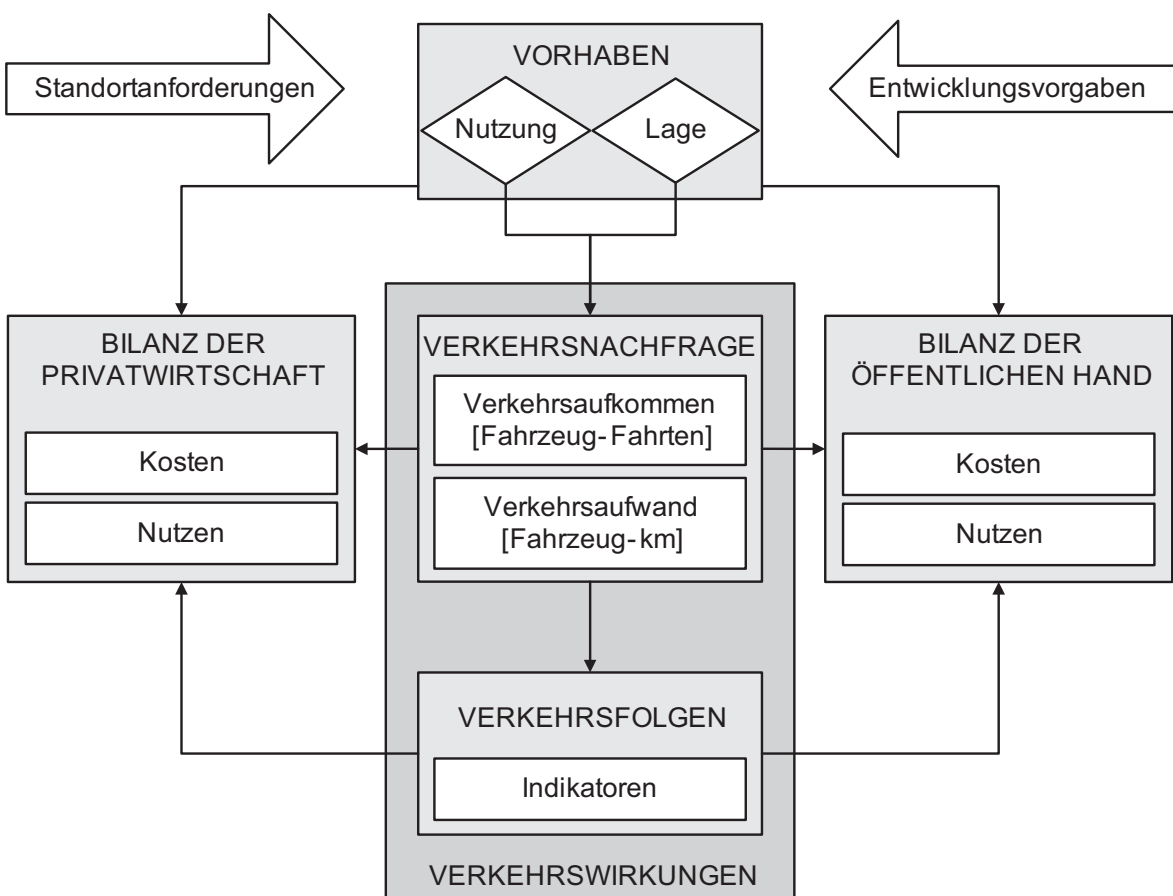 VORHABEN
Standortanforderungen
Entwicklungsvorgaben
Nutzung
Lage
BILANZ DER
PRIVATWIRTSCHAFT
Kosten
Nutzen
VERKEHRSNACHFRAGE
Verkehrsaufkommen
[Fahrzeug-Fahrten]
Verkehrsaufwand
[Fahrzeug-km]
BILANZ DER
ÖFFENTLICHEN HAND
Kosten
Nutzen
VERKEHRSFOLGEN
Indikatoren
VERKEHRSWIRKUNGEN